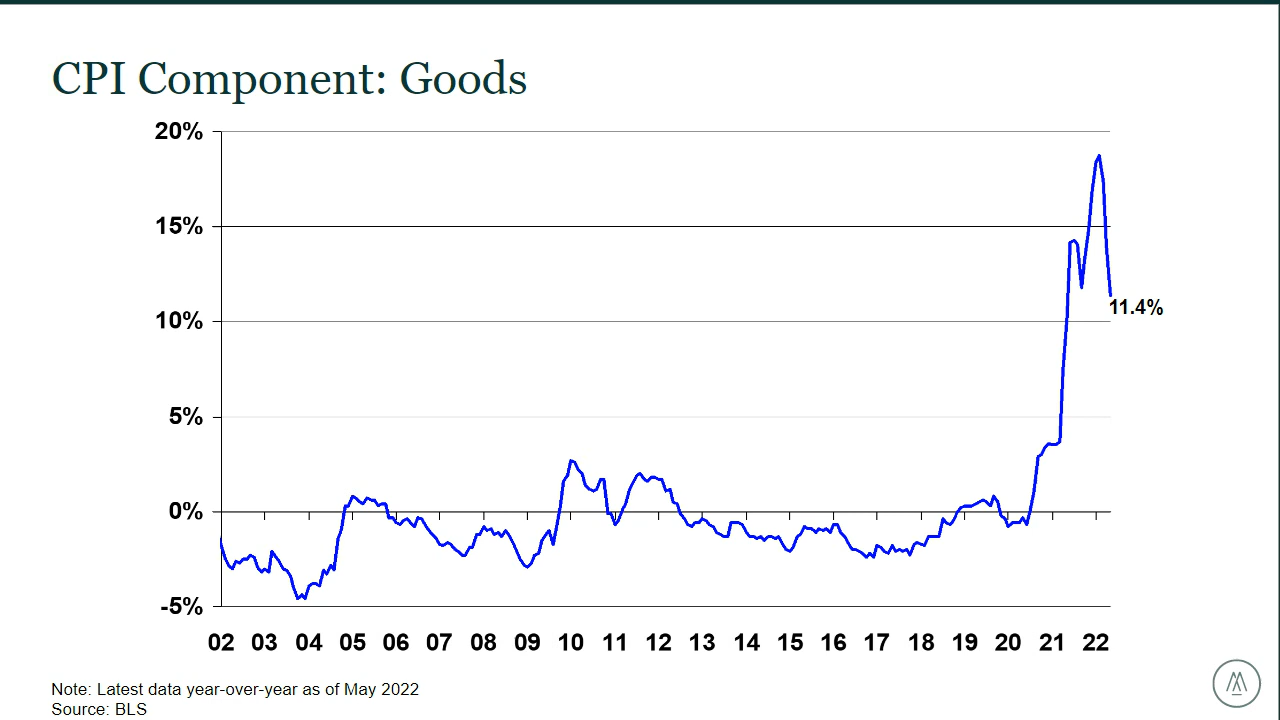 CPI Component: Goods
20%
15%
10%
5%
0%
-5%
11.4%
02 03 04 05 06 07 08 09 10 11 12 13 14 15 16 17 18 19 20 21 22
Note: Latest data year-over-year as of May 2022
Source: BLS